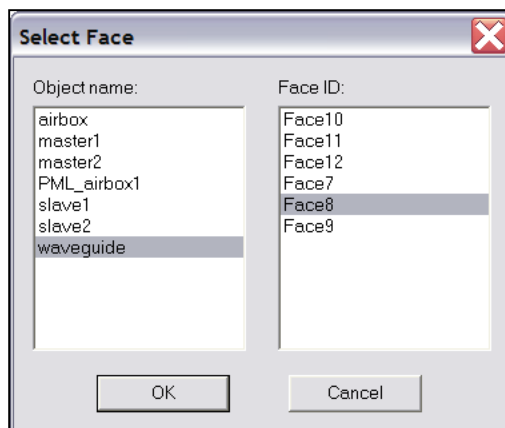 Select Face
Object name:
airbox
master1
master2
PML_airbox1
slave1
slave2
waveguide
Face ID:
Face10
Face11
Face12
Face7
Face8
Face9
OK
Cancel